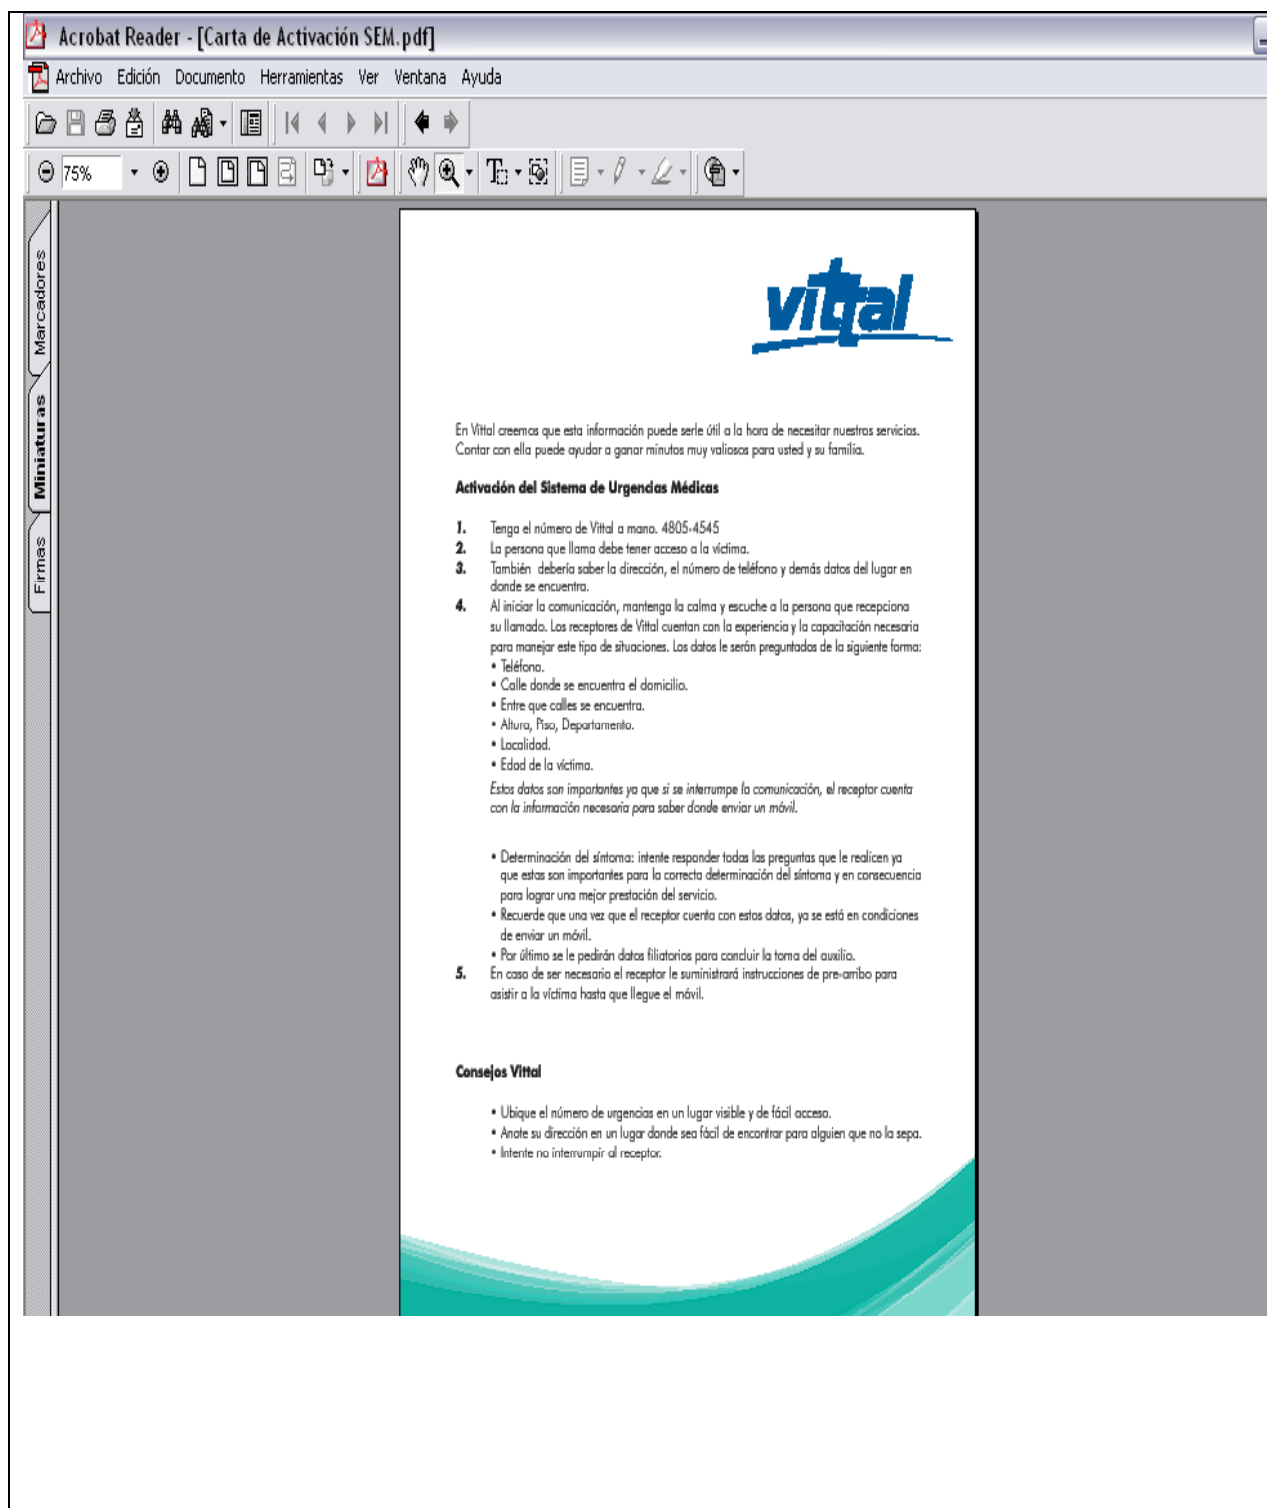 Acrobat Reader - [Carta de Activación SEM.pdf]
Archivo Edición Documento Herramientas Ver Ventana Ayuda
75%
Marcadores
Miniaturas
Firmas
vittal
En Vittal creemos que esta información puede serle útil a la hora de necesitar nuestros servicios.
Contar con ella puede ayudar a ganar minutos muy valiosos para usted y su familia.
Activación del Sistema de Urgencias Médicas
1. Tenga el número de Vittal a mano. 4805-4545
2. La persona que llama debe tener acceso a la víctima.
3. También debería saber la dirección, el número de teléfono y demás datos del lugar en
donde se encuentra.
4. Al iniciar la comunicación, mantenga la calma y escuche a la persona que recepciona
su llamado. Los receptores de Vittal cuentan con la experiencia y la capacitación necesaria
para manejar este tipo de situaciones. Los datos le serán preguntados de la siguiente forma:
• Teléfono.
• Calle donde se encuentra el domicilio.
• Entre que calles se encuentra.
• Altura, Piso, Departamento.
• Localidad.
• Edad de la víctima.
Estos datos son importantes ya que si se interrumpe la comunicación, el receptor cuenta
con la información necesaria para saber donde enviar un móvil.
• Determinación del síntoma: intente responder todas las preguntas que le realicen ya
que estas son importantes para la correcta determinación del síntoma y en consecuencia
para lograr una mejor prestación del servicio.
• Recuerde que una vez que el receptor cuenta con estos datos, ya se está en condiciones
de enviar un móvil.
• Por último se le pedirán datos filiatorios para concluir la toma del auxilio.
5. En caso de ser necesario el receptor le suministrará instrucciones de pre-arribo para
asistir a la víctima hasta que llegue el móvil.
Consejos Vittal
• Ubique el número de urgencias en un lugar visible y de fácil acceso.
• Anote su dirección en un lugar donde sea fácil de encontrar para alguien que no la sepa.
• Intente no interrumpir al receptor.